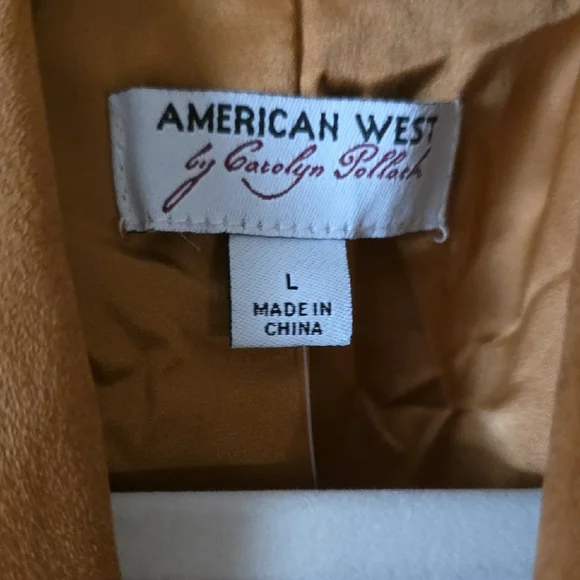 AMERICAN WEST
by Carolyn Pollack
L
MADE IN
CHINA